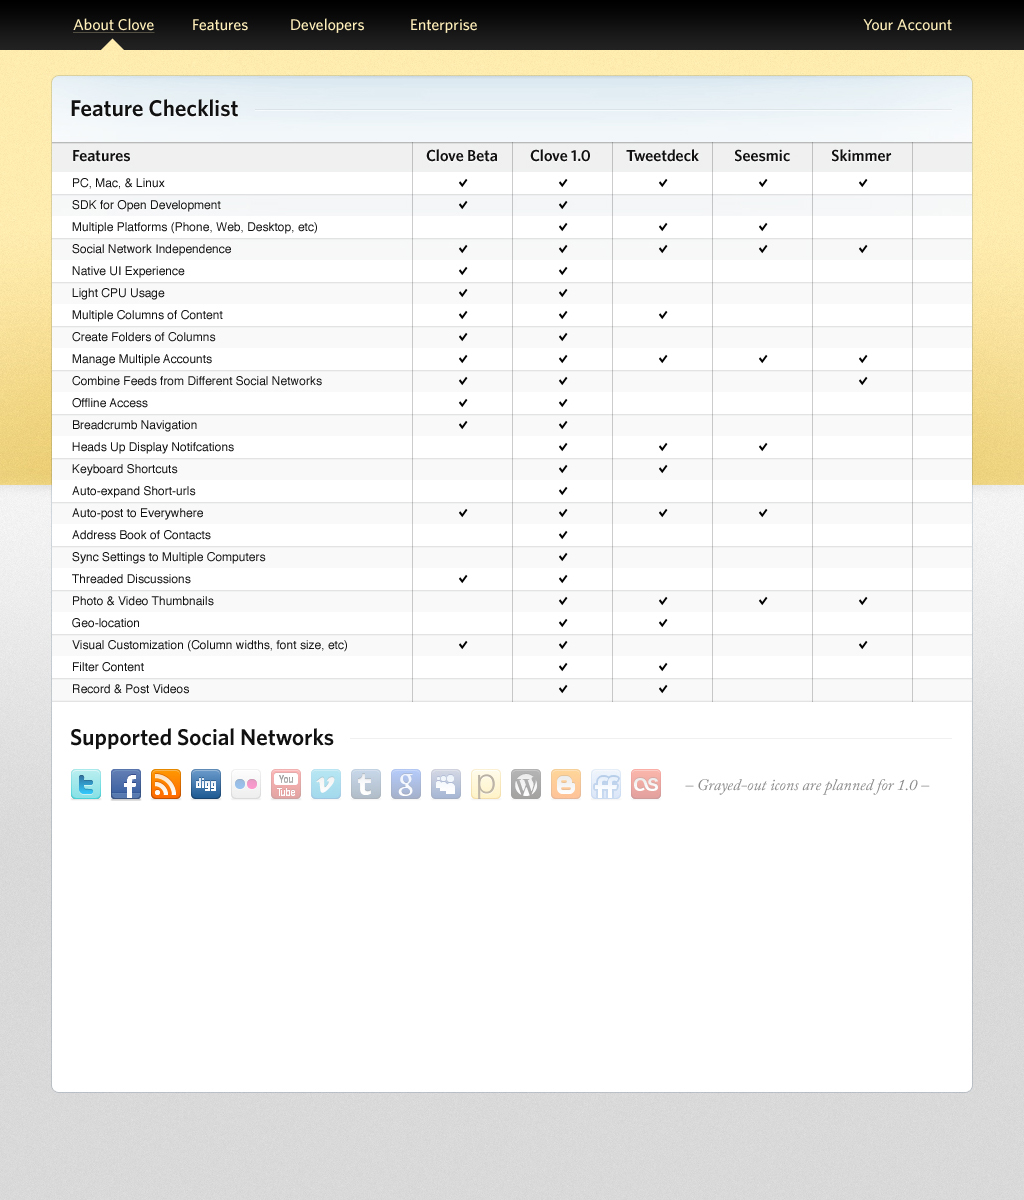 About Clove Features Developers Enterprise Your Account
Feature Checklist
Features Clove Beta Clove 1.0 Tweetdeck Seesmic Skimmer
PC, Mac, & Linux ✓ ✓ ✓ ✓ ✓
SDK for Open Development ✓ ✓
Multiple Platforms (Phone, Web, Desktop, etc) ✓ ✓ ✓
Social Network Independence ✓ ✓ ✓ ✓ ✓
Native UI Experience ✓ ✓
Light CPU Usage ✓ ✓
Multiple Columns of Content ✓ ✓ ✓
Create Folders of Columns ✓ ✓
Manage Multiple Accounts ✓ ✓ ✓ ✓ ✓
Combine Feeds from Different Social Networks ✓ ✓ ✓
Offline Access ✓ ✓
Breadcrumb Navigation ✓ ✓
Heads Up Display Notifcations ✓ ✓ ✓
Keyboard Shortcuts ✓ ✓
Auto-expand Short-urls ✓
Auto-post to Everywhere ✓ ✓ ✓ ✓
Address Book of Contacts ✓
Sync Settings to Multiple Computers ✓
Threaded Discussions ✓ ✓
Photo & Video Thumbnails ✓ ✓ ✓ ✓
Geo-location ✓ ✓
Visual Customization (Column widths, font size, etc) ✓ ✓ ✓
Filter Content ✓ ✓
Record & Post Videos ✓ ✓
Supported Social Networks
t f digg You Tube v t g p W B ff as – Grayed-out icons are planned for 1.0 –